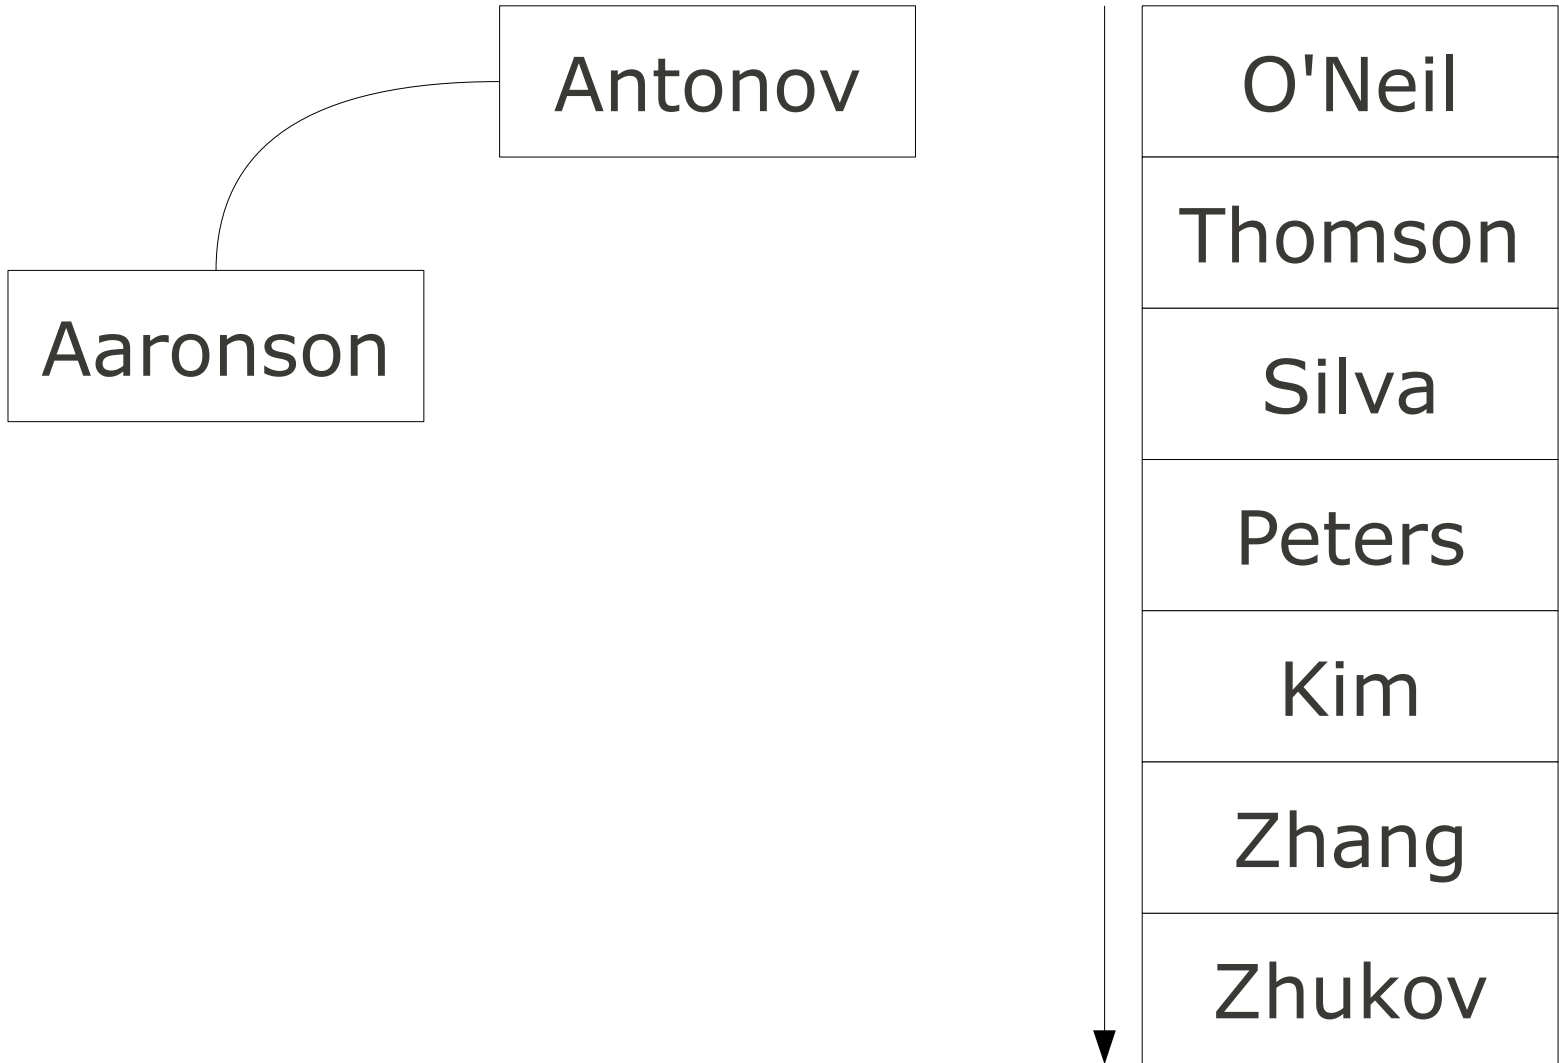 Antonov
Aaronson
O'Neil
Thomson
Silva
Peters
Kim
Zhang
Zhukov